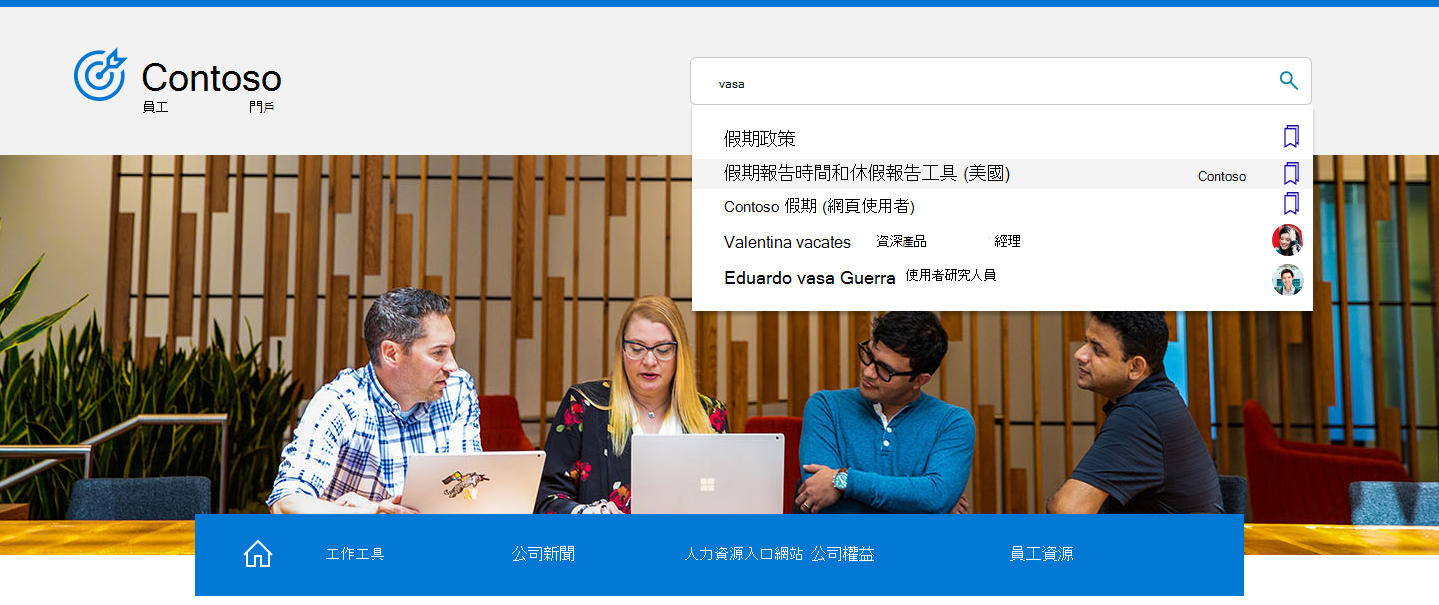 Contoso
員工 門戶
vasa
假期政策
假期報告時間和休假報告工具 (美國) Contoso
Contoso 假期 (網頁使用者)
Valentina vacates 資深產品 經理
Eduardo vasa Guerra 使用者研究人員
工作工具 公司新聞 人力資源入口網站 公司權益 員工資源